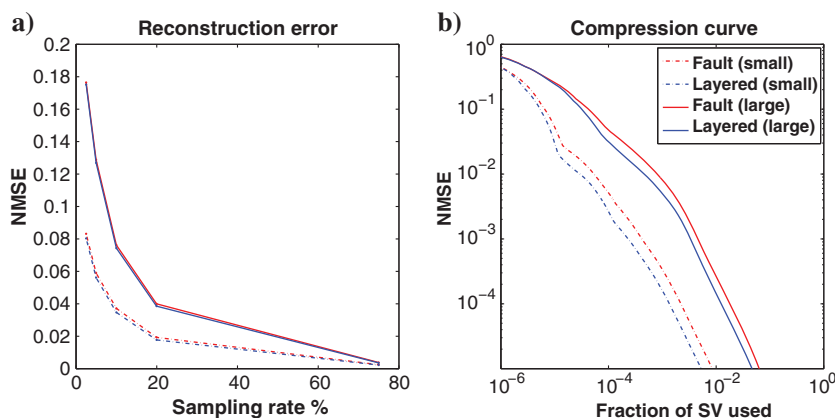 a)
Reconstruction error
0.2
0.18
0.16
0.14
0.12
0.1
0.08
0.06
0.04
0.02
0
NMSE
0
20
40
60
80
Sampling rate %
b)
Compression curve
10^0
10^-1
10^-2
10^-3
10^-4
NMSE
Fault (small)
Layered (small)
Fault (large)
Layered (large)
10^-6
10^-4
10^-2
10^0
Fraction of SV used